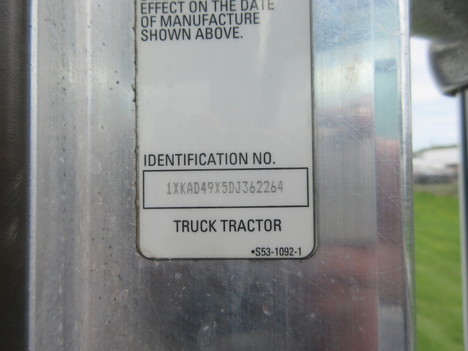 EFFECT ON THE DATE
OF MANUFACTURE
SHOWN ABOVE.
IDENTIFICATION NO.
1XKAD49X5DJ362264
TRUCK TRACTOR
•S53-1092-1